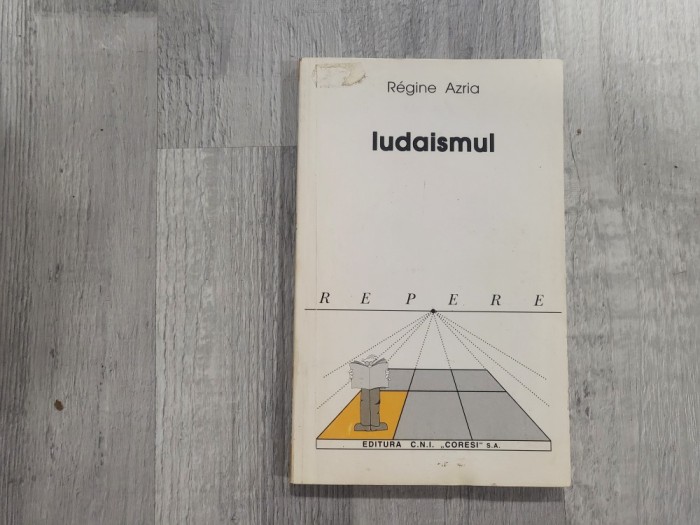 Régine Azria
Iudaismul
R E P E R E
EDITURA C.N.I. „CORESI" S.A.